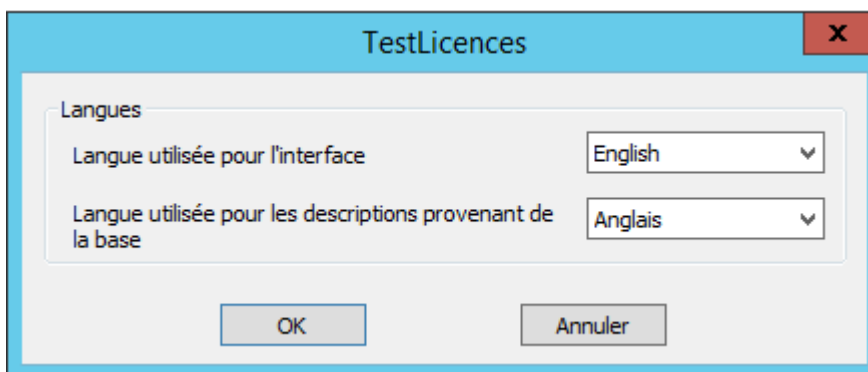 TestLicences
x
Langues
Langue utilisée pour l'interface
English
Langue utilisée pour les descriptions provenant de
la base
Anglais
OK
Annuler